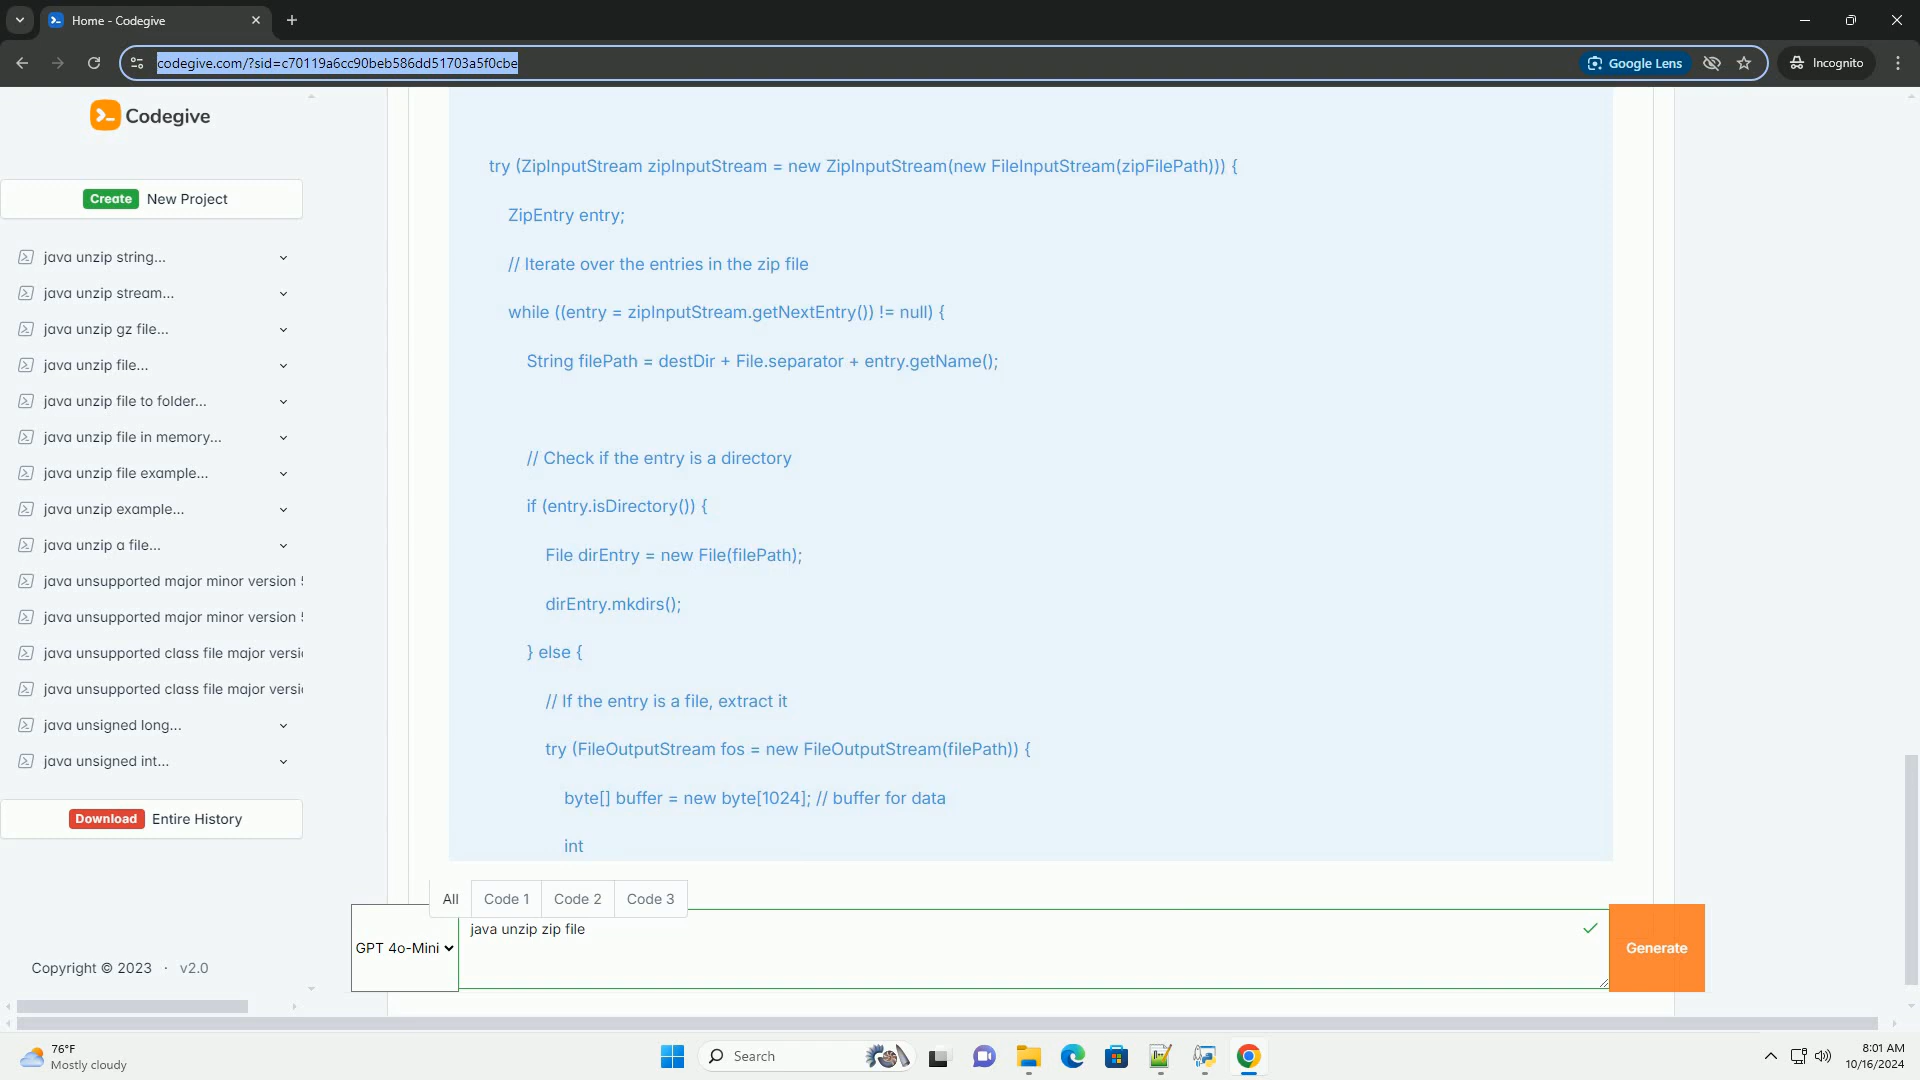 Home - Codegive
codegive.com/?sid=c70119a6cc90beb586dd51703a5f0cbe
Google Lens
Incognito
Codegive
Create New Project
java unzip string...
java unzip stream...
java unzip gz file...
java unzip file...
java unzip file to folder...
java unzip file in memory...
java unzip file example...
java unzip example...
java unzip a file...
java unsupported major minor version
java unsupported major minor version
java unsupported class file major
java unsupported class file major
java unsigned long...
java unsigned int...
Download Entire History
Copyright © 2023 · v2.0
try (ZipInputStream zipInputStream = new ZipInputStream(new FileInputStream(zipFilePath))) {
ZipEntry entry;
// Iterate over the entries in the zip file
while ((entry = zipInputStream.getNextEntry()) != null) {
String filePath = destDir + File.separator + entry.getName();
// Check if the entry is a directory
if (entry.isDirectory()) {
File dirEntry = new File(filePath);
dirEntry.mkdirs();
} else {
// If the entry is a file, extract it
try (FileOutputStream fos = new FileOutputStream(filePath)) {
byte[] buffer = new byte[1024]; // buffer for data
int
All Code 1 Code 2 Code 3
GPT 4o-Mini
java unzip zip file
Generate
76°F
Mostly cloudy
Search
8:01 AM
10/16/2024